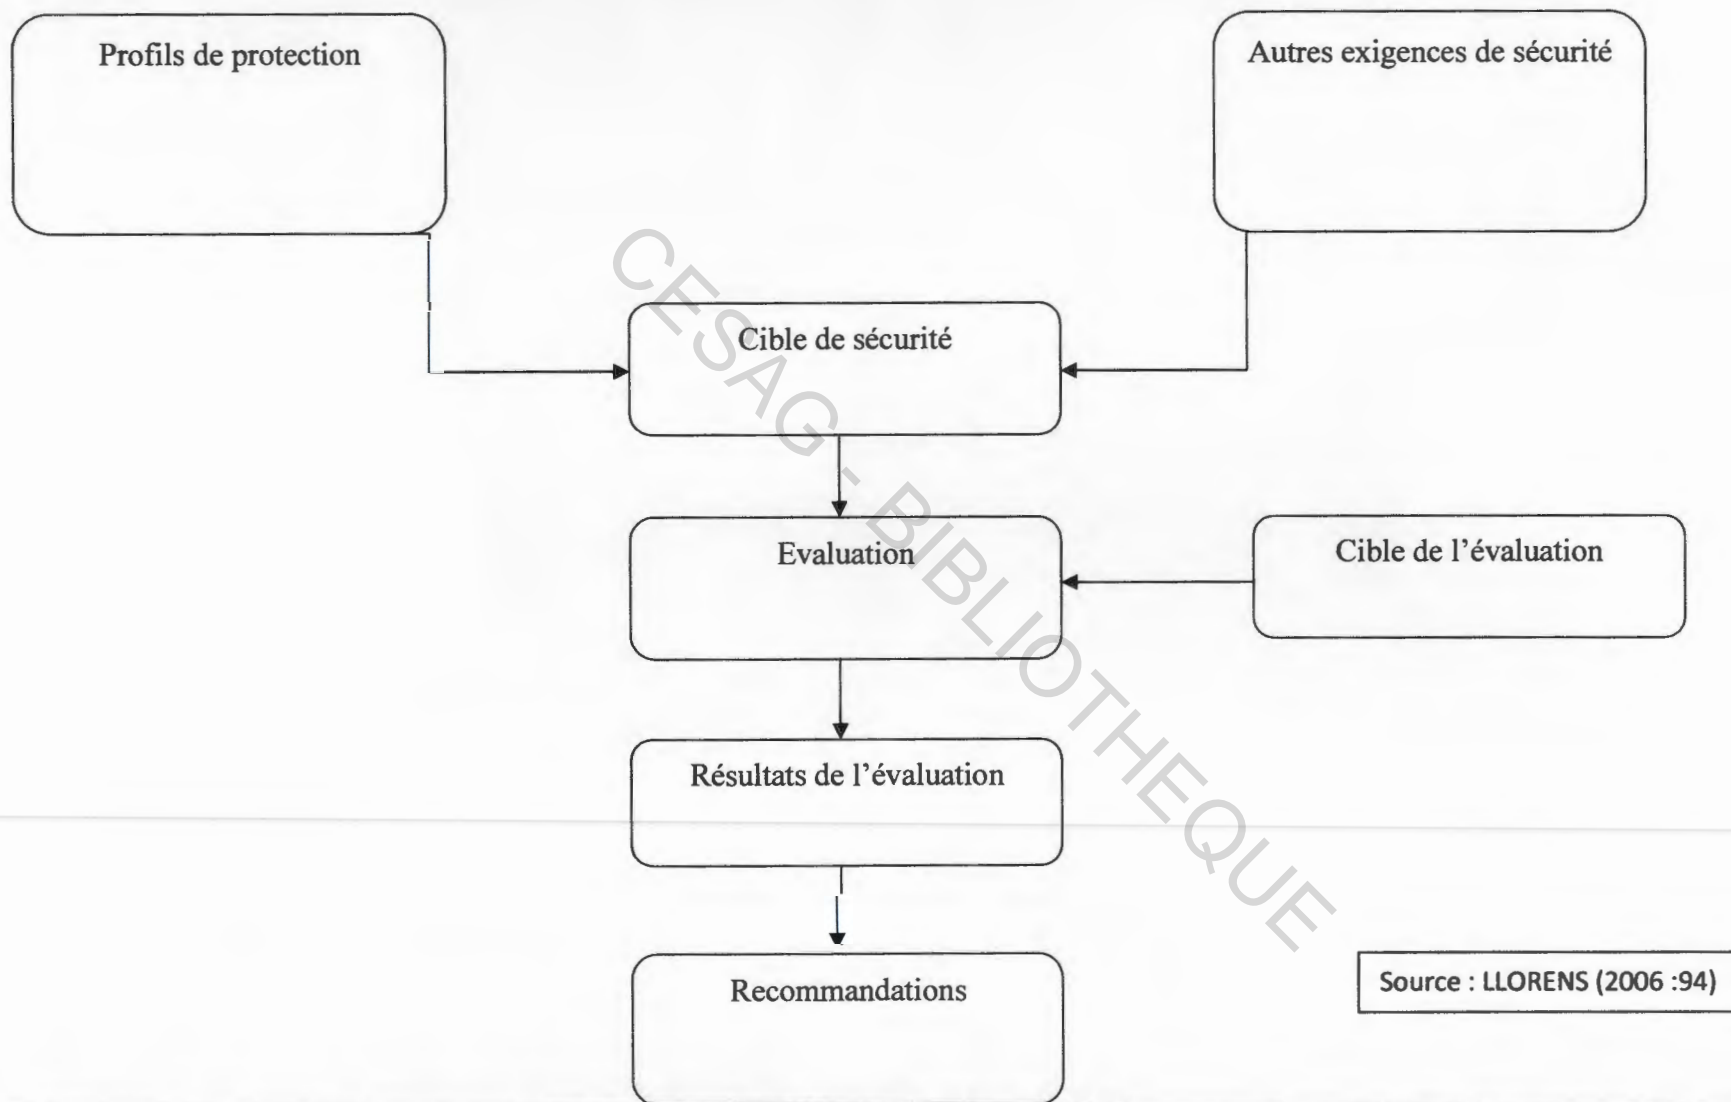 Profils de protection
Autres exigences de sécurité
Cible de sécurité
Evaluation
Cible de l'évaluation
Résultats de l'évaluation
Recommandations
Source : LLORENS (2006 :94)
CESAG - BIBLIOTHEQUE